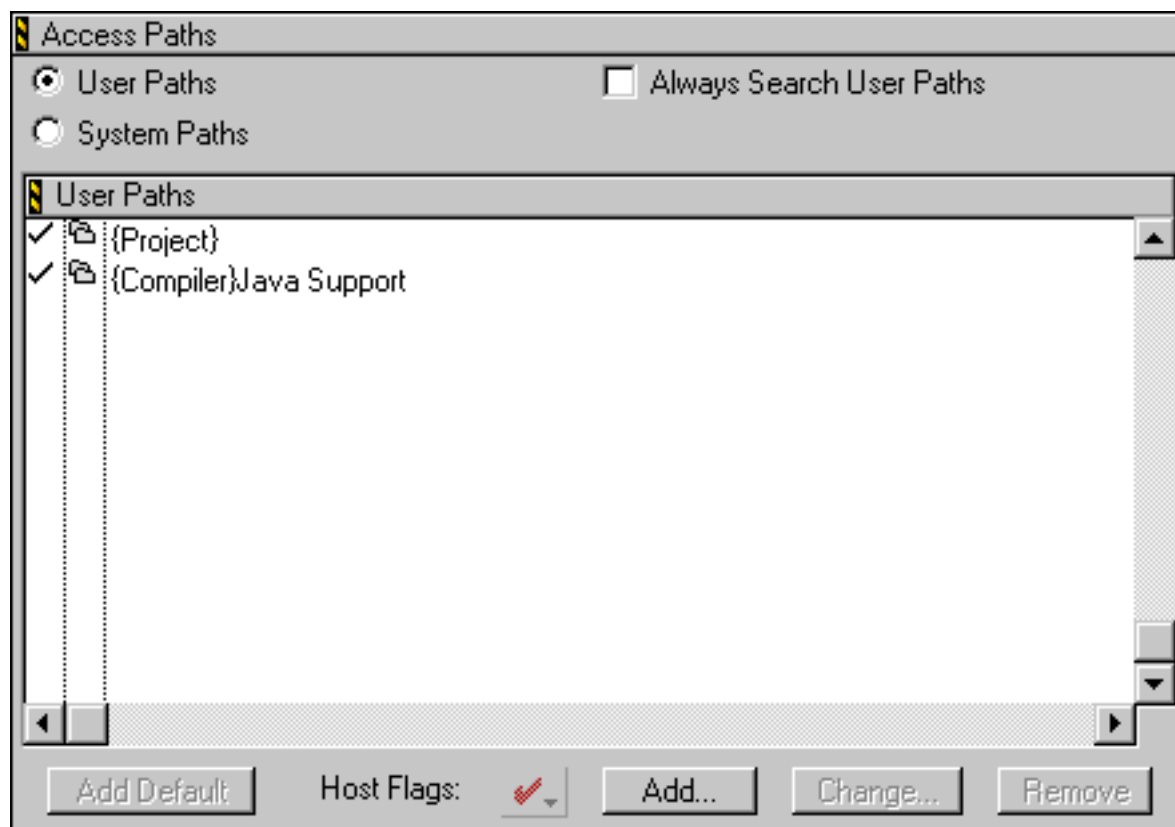 Access Paths
User Paths
Always Search User Paths
System Paths
User Paths
{Project}
{Compiler}Java Support
Add Default
Host Flags:
Add...
Change...
Remove